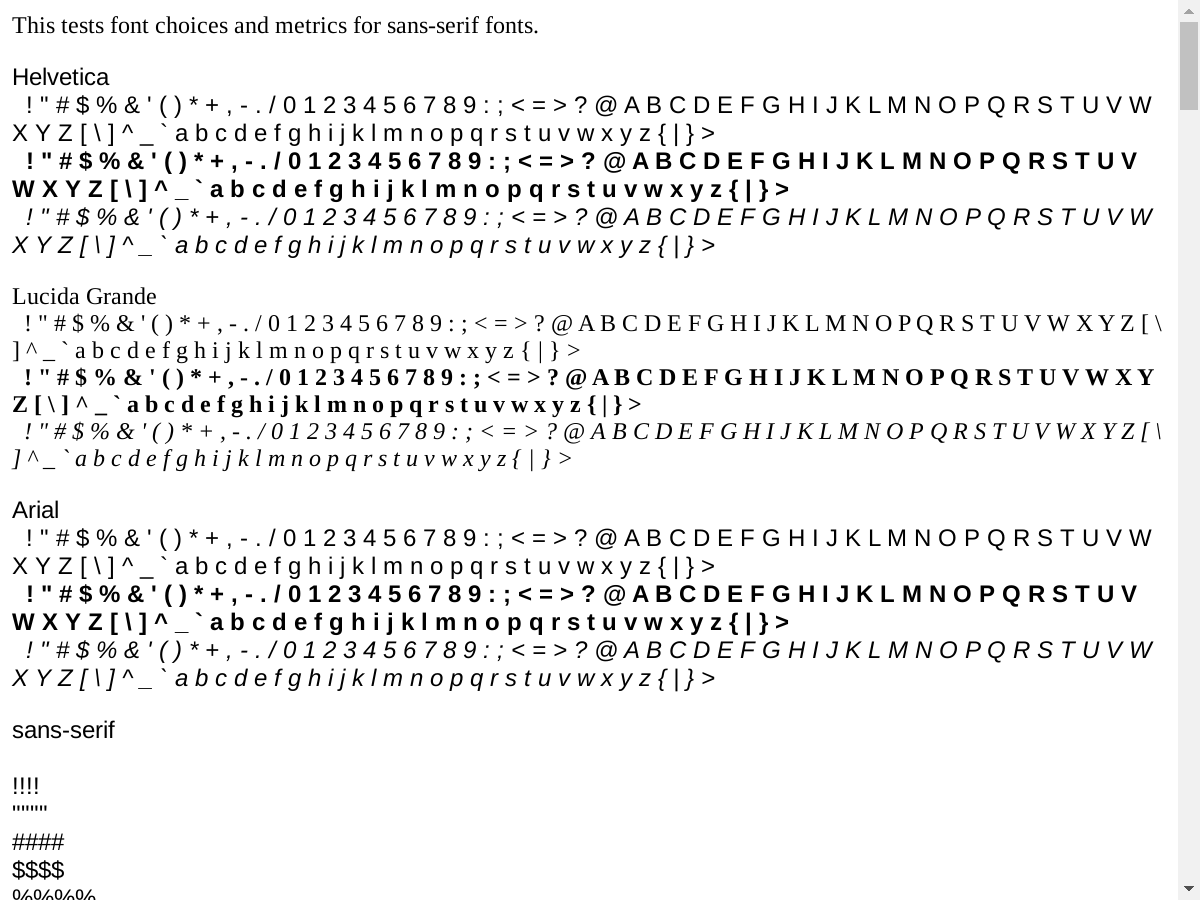 This tests font choices and metrics for sans-serif fonts.
Helvetica
! " # $ % & ' ( ) * + , - . / 0 1 2 3 4 5 6 7 8 9 : ; < = > ? @ A B C D E F G H I J K L M N O P Q R S T U V W
X Y Z [ \ ] ^ _ ` a b c d e f g h i j k l m n o p q r s t u v w x y z { | } >
! " # $ % & ' ( ) * + , - . / 0 1 2 3 4 5 6 7 8 9 : ; < = > ? @ A B C D E F G H I J K L M N O P Q R S T U V
W X Y Z [ \ ] ^ _ ` a b c d e f g h i j k l m n o p q r s t u v w x y z { | } >
! " # $ % & ' ( ) * + , - . / 0 1 2 3 4 5 6 7 8 9 : ; < = > ? @ A B C D E F G H I J K L M N O P Q R S T U V W
X Y Z [ \ ] ^ _ ` a b c d e f g h i j k l m n o p q r s t u v w x y z { | } >
Lucida Grande
! " # $ % & ' ( ) * + , - . / 0 1 2 3 4 5 6 7 8 9 : ; < = > ? @ A B C D E F G H I J K L M N O P Q R S T U V W X Y Z [ \
] ^ _ ` a b c d e f g h i j k l m n o p q r s t u v w x y z { | } >
! " # $ % & ' ( ) * + , - . / 0 1 2 3 4 5 6 7 8 9 : ; < = > ? @ A B C D E F G H I J K L M N O P Q R S T U V W X Y
Z [ \ ] ^ _ ` a b c d e f g h i j k l m n o p q r s t u v w x y z { | } >
! " # $ % & ' ( ) * + , - . / 0 1 2 3 4 5 6 7 8 9 : ; < = > ? @ A B C D E F G H I J K L M N O P Q R S T U V W X Y Z [ \
] ^ _ ` a b c d e f g h i j k l m n o p q r s t u v w x y z { | } >
Arial
! " # $ % & ' ( ) * + , - . / 0 1 2 3 4 5 6 7 8 9 : ; < = > ? @ A B C D E F G H I J K L M N O P Q R S T U V W
X Y Z [ \ ] ^ _ ` a b c d e f g h i j k l m n o p q r s t u v w x y z { | } >
! " # $ % & ' ( ) * + , - . / 0 1 2 3 4 5 6 7 8 9 : ; < = > ? @ A B C D E F G H I J K L M N O P Q R S T U V
W X Y Z [ \ ] ^ _ ` a b c d e f g h i j k l m n o p q r s t u v w x y z { | } >
! " # $ % & ' ( ) * + , - . / 0 1 2 3 4 5 6 7 8 9 : ; < = > ? @ A B C D E F G H I J K L M N O P Q R S T U V W
X Y Z [ \ ] ^ _ ` a b c d e f g h i j k l m n o p q r s t u v w x y z { | } >
sans-serif
!!!!
""""
####
$$$$
%%%%